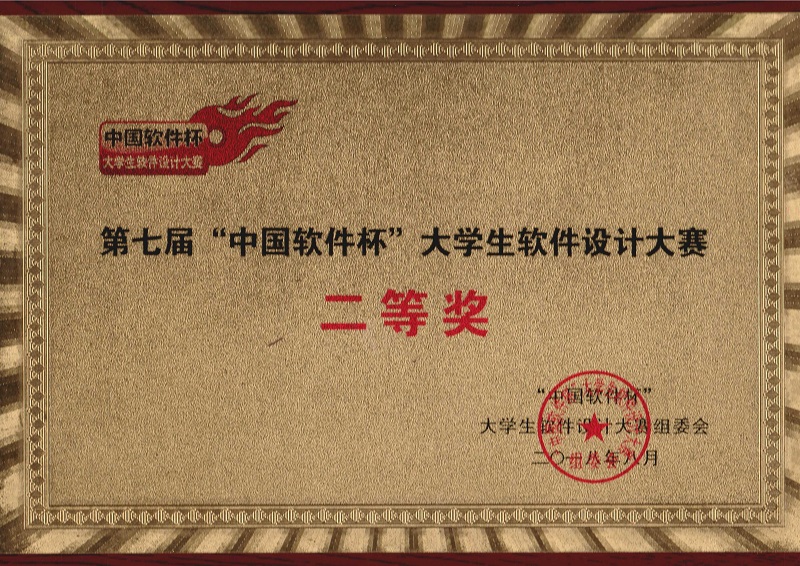 中国软件杯
大学生软件设计大赛
第七届“中国软件杯”大学生软件设计大赛
二等奖
“中国软件杯”
大学生软件设计大赛组委会
二〇一八年八月
组委会